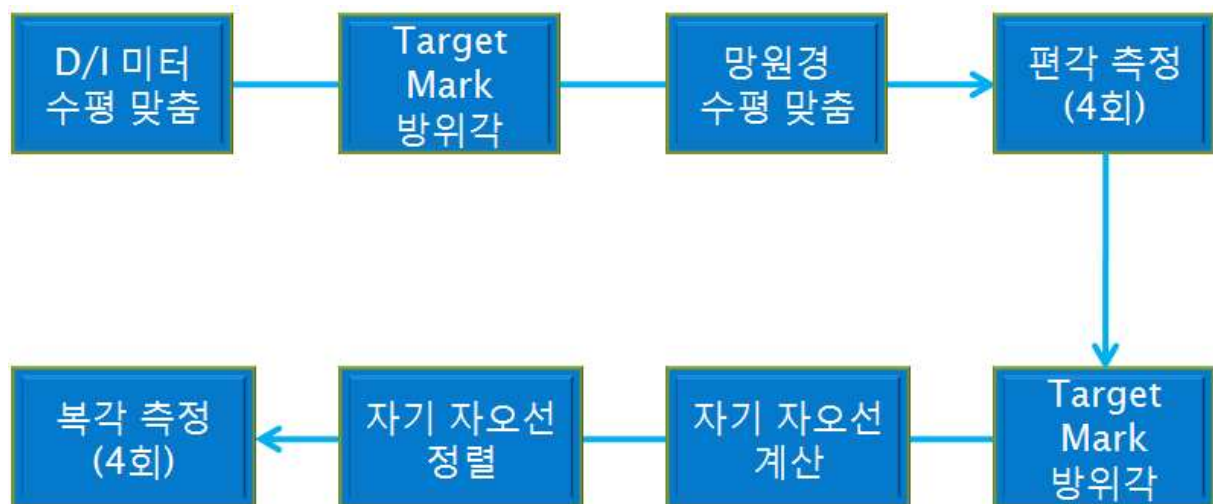 D/I 미터
수평 맞춤
Target
Mark
방위각
망원경
수평 맞춤
편각 측정
(4회)
복각 측정
(4회)
자기 자오선
정렬
자기 자오선
계산
Target
Mark
방위각